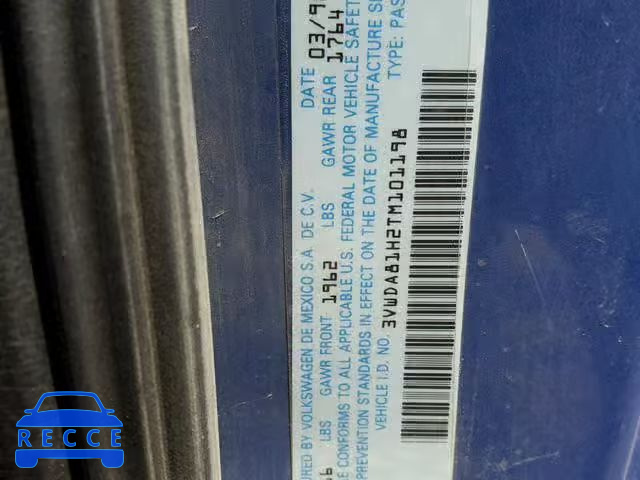 URED BY VOLKSWAGEN DE MEXICO S.A. DE C.V. DATE 03/9
LBS GAWR FRONT 1962 LBS GAWR REAR 1764
E CONFORMS TO ALL APPLICABLE U.S. FEDERAL MOTOR VEHICLE SAFET
PREVENTION STANDARDS IN EFFECT ON THE DATE OF MANUFACTURE S
VEHICLE I.D. NO. 3VWDA81H2TM101198 TYPE: PAS
RECCE